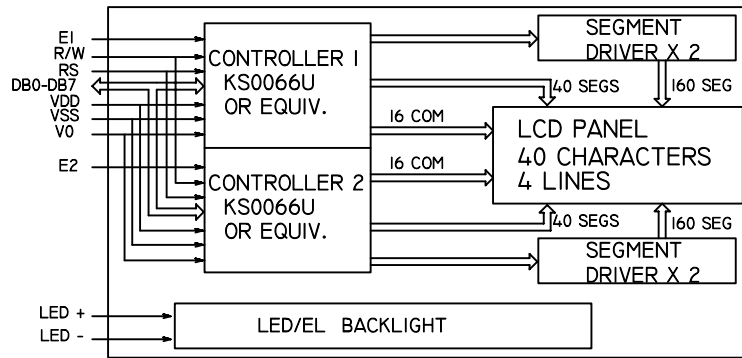 E1
R/W
RS
DB0-DB7
VDD
VSS
V0
E2
LED +
LED -
CONTROLLER 1
KS0066U
OR EQUIV.
CONTROLLER 2
KS0066U
OR EQUIV.
SEGMENT
DRIVER X 2
40 SEGS
160 SEG
16 COM
16 COM
LCD PANEL
40 CHARACTERS
4 LINES
40 SEGS
160 SEG
SEGMENT
DRIVER X 2
LED/EL BACKLIGHT